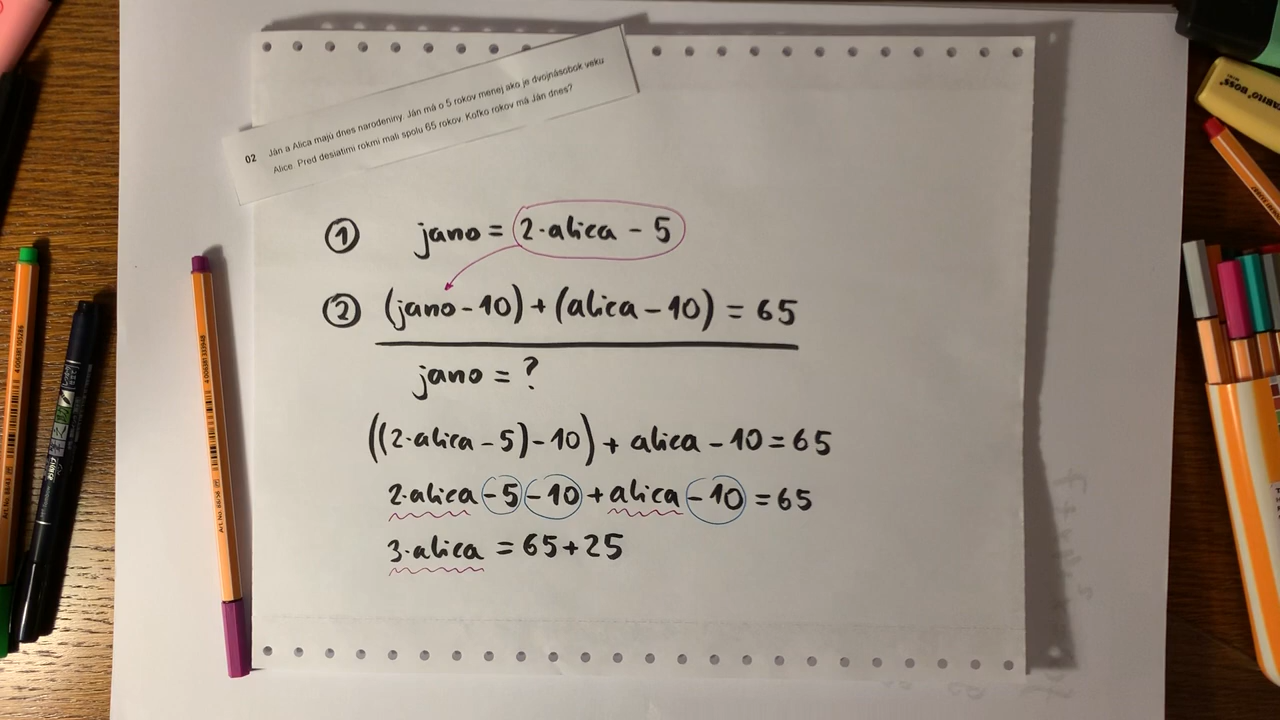 02 Ján a Alica majú dnes narodeniny. Ján má o 5 rokov menej ako je dvojnásobok veku
Alice. Pred desiatimi rokmi mali spolu 65 rokov. Koľko rokov má Ján dnes?
1 jano = 2·alica - 5
2 (jano - 10) + (alica - 10) = 65
jano = ?
((2·alica - 5) - 10) + alica - 10 = 65
2·alica - 5 - 10 + alica - 10 = 65
3·alica = 65 + 25
BOSS